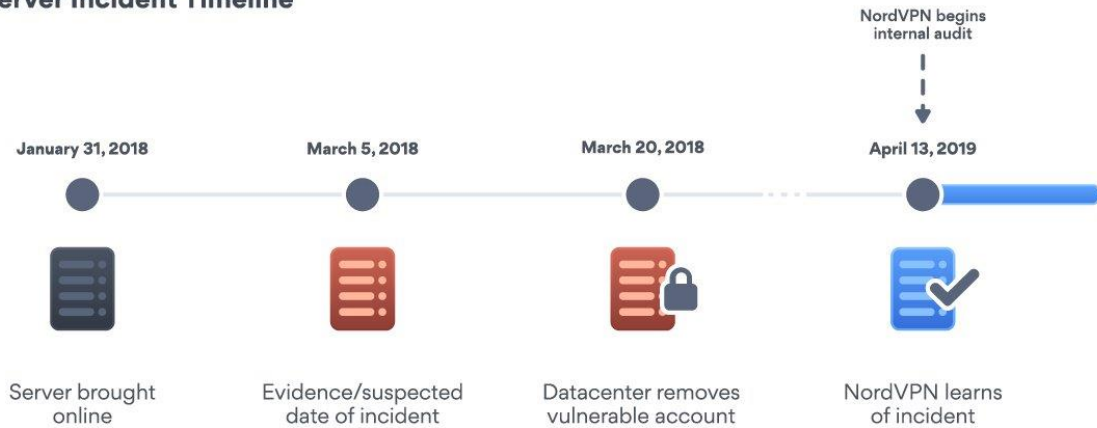 Server Incident Timeline
NordVPN begins
internal audit
January 31, 2018
March 5, 2018
March 20, 2018
April 13, 2019
Server brought
online
Evidence/suspected
date of incident
Datacenter removes
vulnerable account
NordVPN learns
of incident